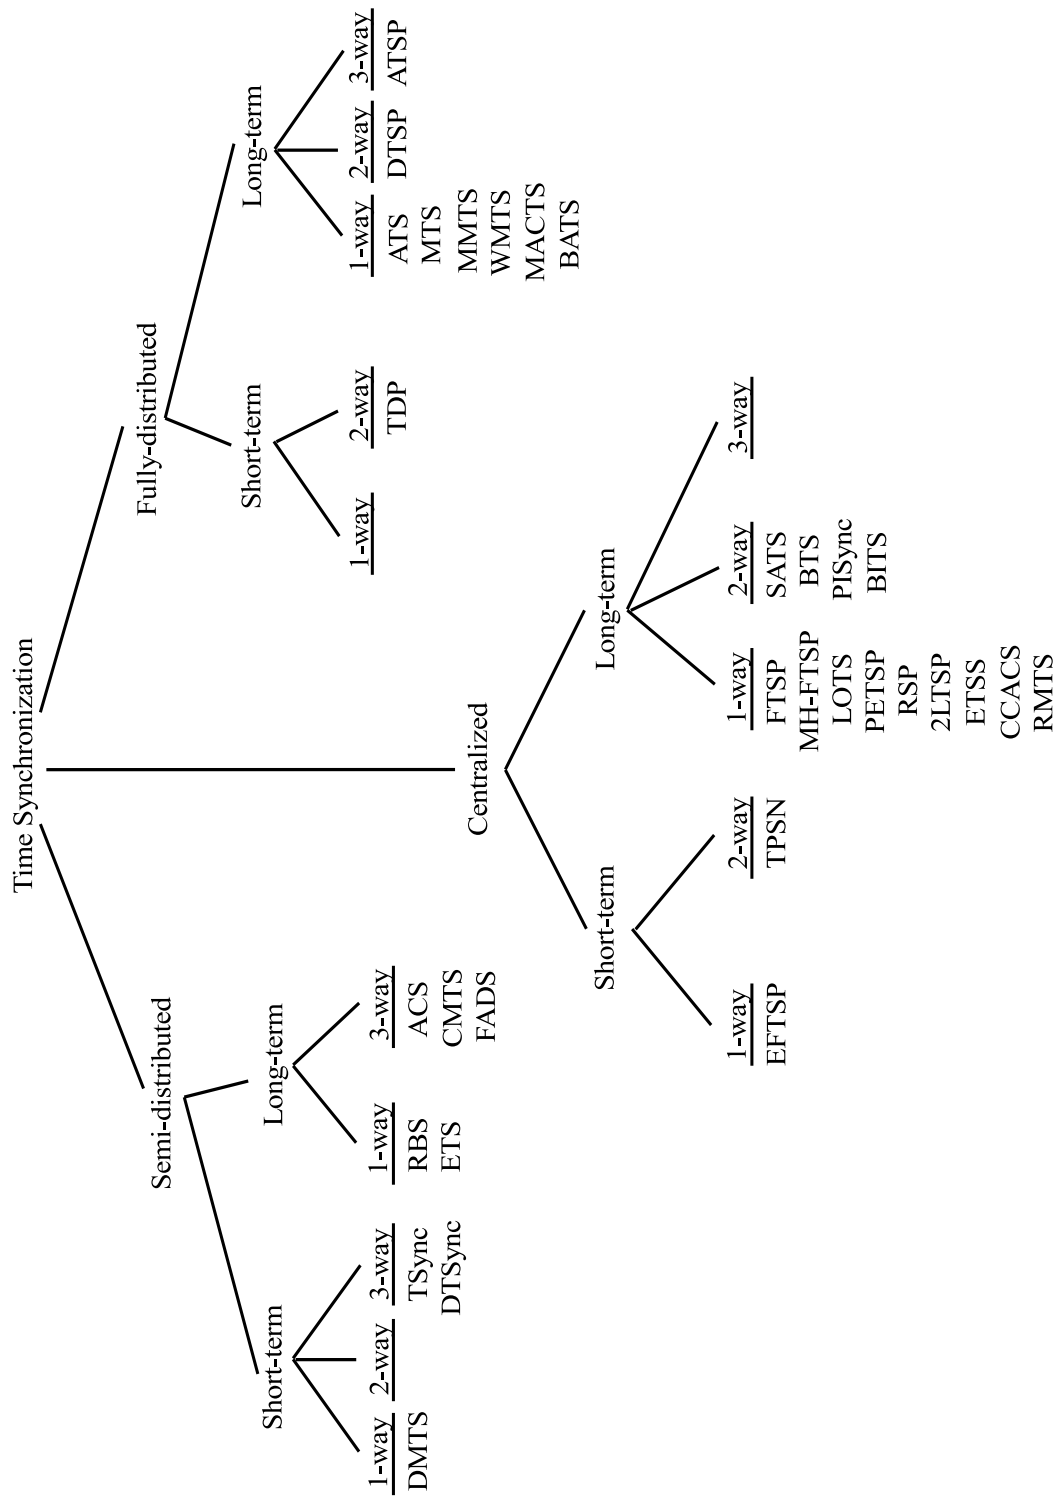 Time Synchronization
Semi-distributed
Short-term
1-way
DMTS
2-way
3-way
TSync
DTSync
Long-term
1-way
RBS
ETS
3-way
ACS
CMTS
FADS
Centralized
Short-term
1-way
EFTSP
2-way
TPSN
Long-term
1-way
FTSP
MH-FTSP
LOTS
PETSP
RSP
2LTSP
ETSS
CCACS
RMTS
2-way
SATS
BTS
PISync
BITS
3-way
Fully-distributed
Short-term
1-way
2-way
TDP
Long-term
1-way
ATS
MTS
MMTS
WMTS
MACTS
BATS
2-way
DTSP
3-way
ATSP